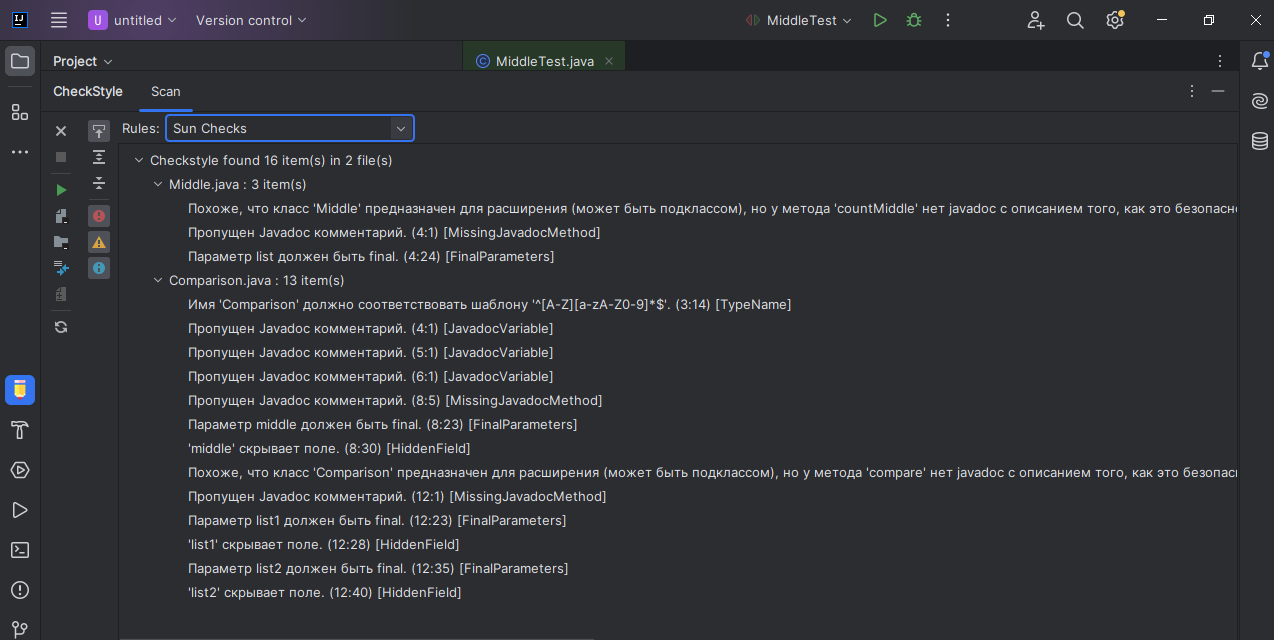 U untitled Version control MiddleTest
Project MiddleTest.java
CheckStyle Scan
Rules: Sun Checks
Checkstyle found 16 item(s) in 2 file(s)
Middle.java : 3 item(s)
Похоже, что класс 'Middle' предназначен для расширения (может быть подклассом), но у метода 'countMiddle' нет javadoc с описанием того, как это
Пропущен Javadoc комментарий. (4:1) [MissingJavadocMethod]
Параметр list должен быть final. (4:24) [FinalParameters]
Comparison.java : 13 item(s)
Имя 'Comparison' должно соответствовать шаблону '^[A-Z][a-zA-Z0-9]*$'. (3:14) [TypeName]
Пропущен Javadoc комментарий. (4:1) [JavadocVariable]
Пропущен Javadoc комментарий. (5:1) [JavadocVariable]
Пропущен Javadoc комментарий. (6:1) [JavadocVariable]
Пропущен Javadoc комментарий. (8:5) [MissingJavadocMethod]
Параметр middle должен быть final. (8:23) [FinalParameters]
'middle' скрывает поле. (8:30) [HiddenField]
Похоже, что класс 'Comparison' предназначен для расширения (может быть подклассом), но у метода 'compare' нет javadoc с описанием того, как это
Пропущен Javadoc комментарий. (12:1) [MissingJavadocMethod]
Параметр list1 должен быть final. (12:23) [FinalParameters]
'list1' скрывает поле. (12:28) [HiddenField]
Параметр list2 должен быть final. (12:35) [FinalParameters]
'list2' скрывает поле. (12:40) [HiddenField]